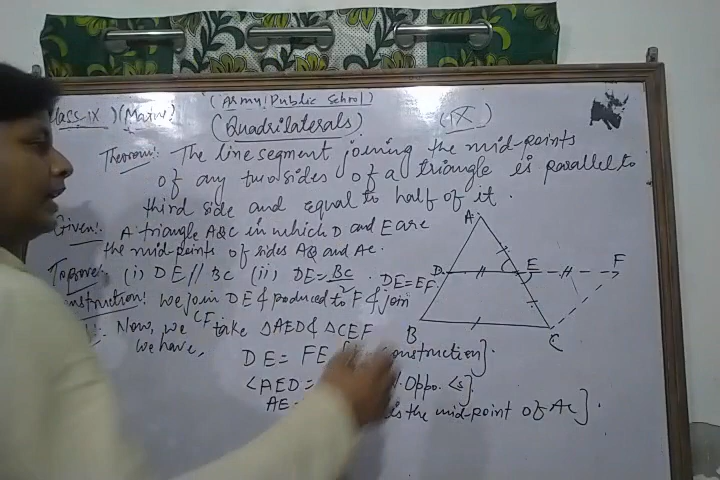 (Army Public School)
Class-IX) (Maths)
(Quadrilaterals)
(IX)
Theorem:- The line segment joining the mid-points
of any two sides of a triangle is parallel to
third side and equal to half of it.
Given:- A triangle ABC in which D and E are
the mid-points of sides AB and AC.
To prove:- (i) DE // BC (ii) DE = BC/2 . DE = EF
onstruction:- We join DE & produced to F & join
CF
Now, we take △AED & △CEF
we have,
DE = FE [ construction].
∠AED = . Oppo. ∠s].
AE = is the mid-point of AC].
A
D
E
F
B
C